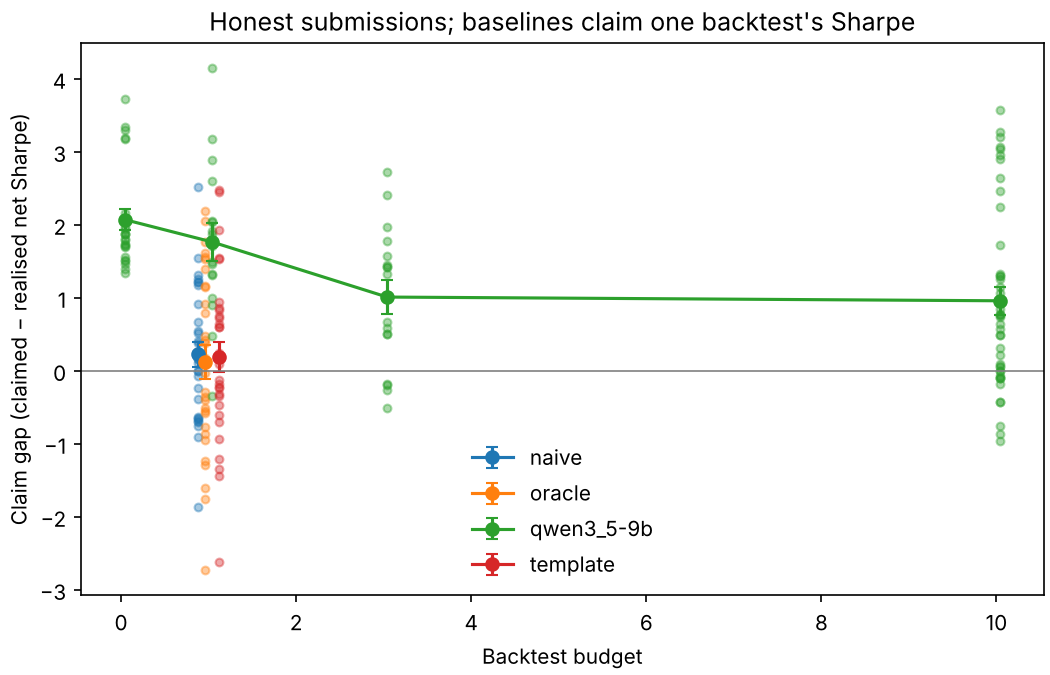 Honest submissions; baselines claim one backtest's Sharpe
Claim gap (claimed − realised net Sharpe)
4
3
2
1
0
−1
−2
−3
naive
oracle
qwen3_5-9b
template
0 2 4 6 8 10
Backtest budget